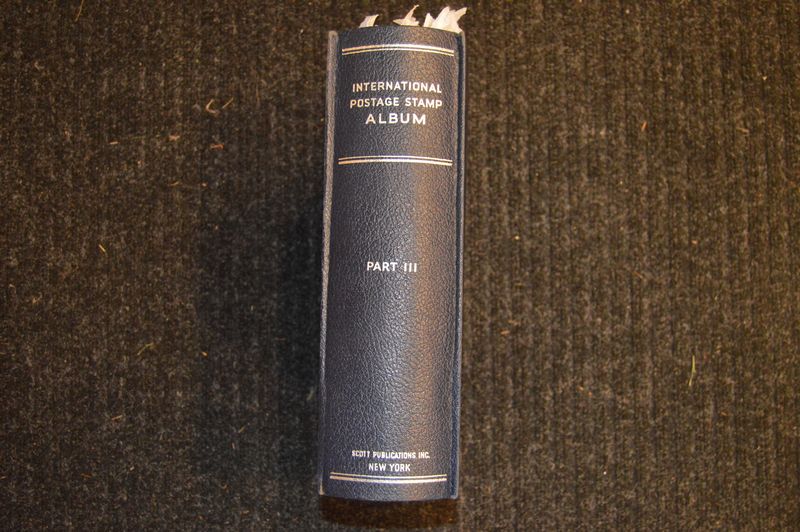 INTERNATIONAL
POSTAGE STAMP
ALBUM
PART III
SCOTT PUBLICATIONS INC.
NEW YORK